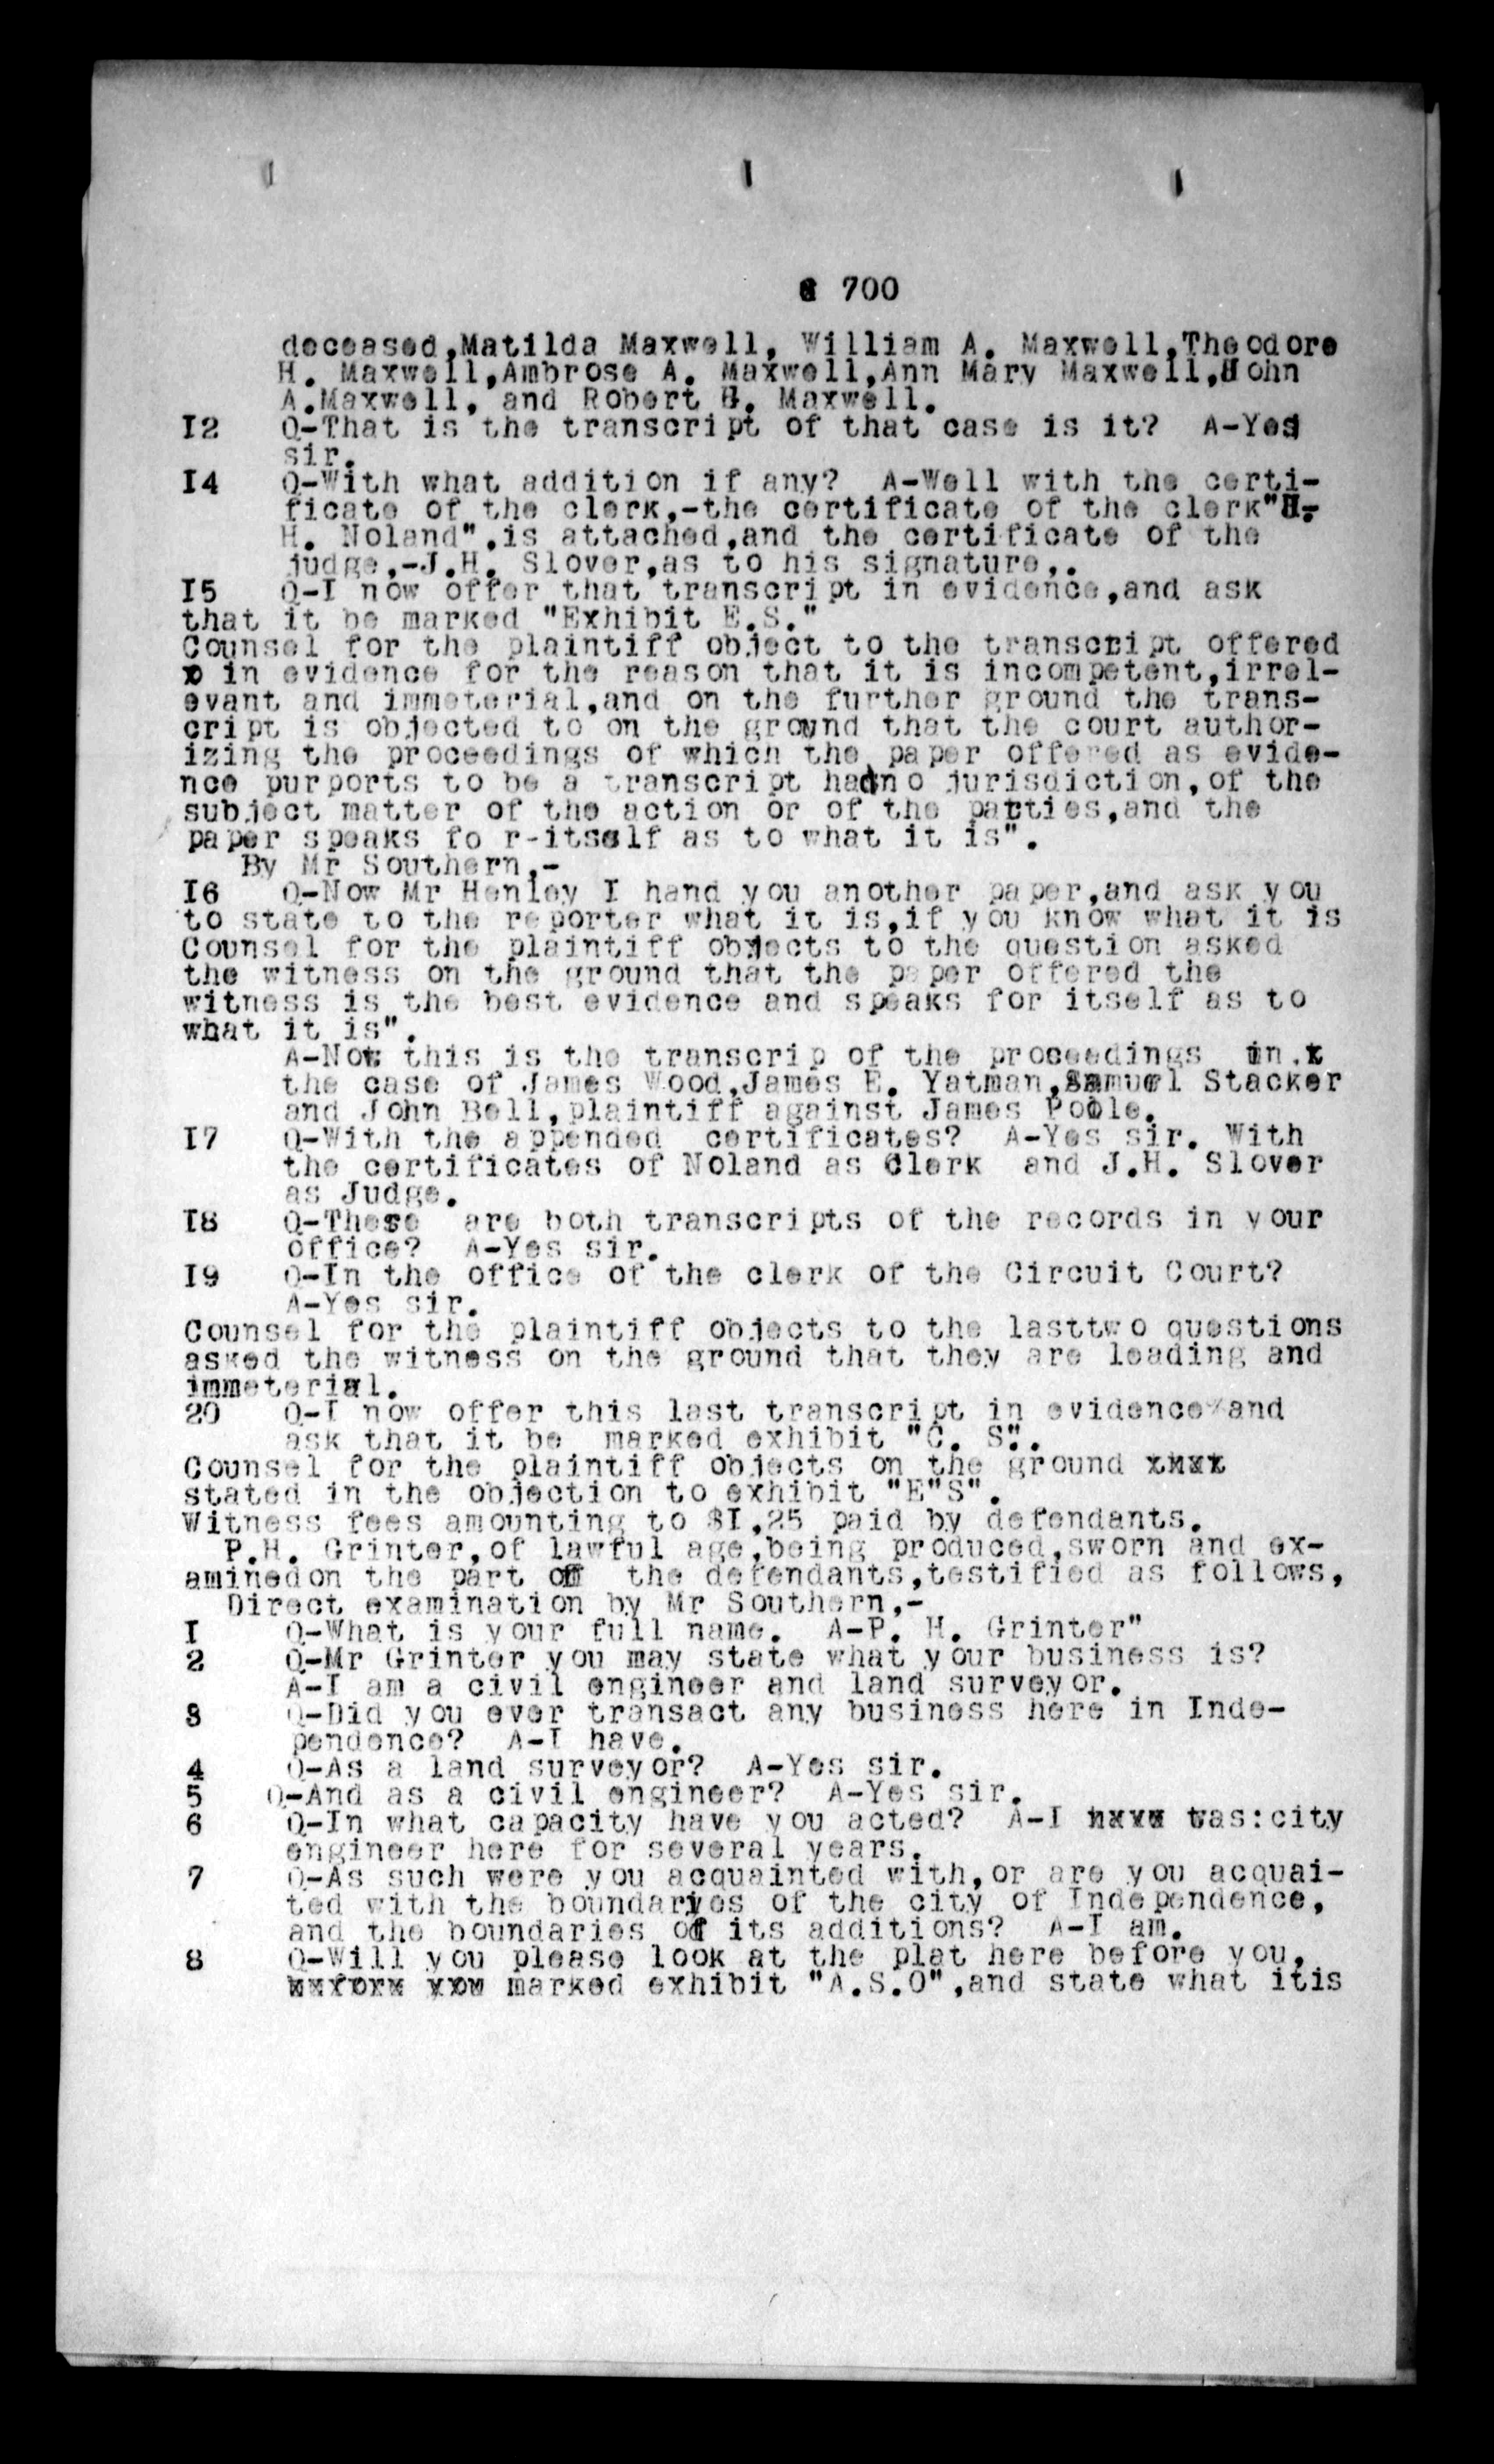 700
deceased,Matilda Maxwell, William A. Maxwell,Theodore
H. Maxwell,Ambrose A. Maxwell,Ann Mary Maxwell,John
A.Maxwell, and Robert H. Maxwell.
I2 Q-That is the transcript of that case is it? A-Yes
sir.
I4 Q-With what addition if any? A-Well with the certi-
ficate of the clerk,-the certificate of the clerk"H.
H. Noland",is attached,and the certificate of the
judge,-J.H. Slover,as to his signature,.
I5 Q-I now offer that transcript in evidence,and ask
that it be marked "Exhibit E.S."
Counsel for the plaintiff object to the transcript offered
in evidence for the reason that it is incompetent,irrel-
evant and immeterial,and on the further ground the trans-
cript is objected to on the ground that the court author-
izing the proceedings of which the paper offered as evide-
nce purports to be a transcript hadno jurisdiction,of the
subject matter of the action or of the parties,and the
paper speaks fo r-itself as to what it is".
By Mr Southern,-
I6 Q-Now Mr Henley I hand you another paper,and ask you
to state to the reporter what it is,if you know what it is
Counsel for the plaintiff objects to the question asked
the witness on the ground that the paper offered the
witness is the best evidence and speaks for itself as to
what it is".
A-Not this is the transcrip of the proceedings in .x
the case of James Wood,James E. Yatman,Samuel Stacker
and John Bell,plaintiff against James Poole.
I7 Q-With the appended certificates? A-Yes sir. With
the certificates of Noland as Clerk and J.H. Slover
as Judge.
I8 Q-These are both transcripts of the records in your
office? A-Yes sir.
I9 Q-In the office of the clerk of the Circuit Court?
A-Yes sir.
Counsel for the plaintiff objects to the lasttwo questions
asked the witness on the ground that they are leading and
immeterial.
20 Q-I now offer this last transcript in evidence and
ask that it be marked exhibit "C. S".
Counsel for the plaintiff objects on the ground xxxx
stated in the objection to exhibit "E"S".
Witness fees amounting to $I,25 paid by defendants.
P.H. Grinter,of lawful age,being produced,sworn and ex-
aminedon the part of the defendants,testified as follows,
Direct examination by Mr Southern,-
I Q-What is your full name. A-P. H. Grinter"
2 Q-Mr Grinter you may state what your business is?
A-I am a civil engineer and land surveyor.
3 Q-Did you ever transact any business here in Inde-
pendence? A-I have.
4 Q-As a land surveyor? A-Yes sir.
5 Q-And as a civil engineer? A-Yes sir.
6 Q-In what capacity have you acted? A-I xxxx was:city
engineer here for several years.
7 Q-As such were you acquainted with,or are you acquai-
ted with the boundaries of the city of Independence,
and the boundaries of its additions? A-I am.
8 Q-Will you please look at the plat here before you,
xxxxxx xxx marked exhibit "A.S.O",and state what itis